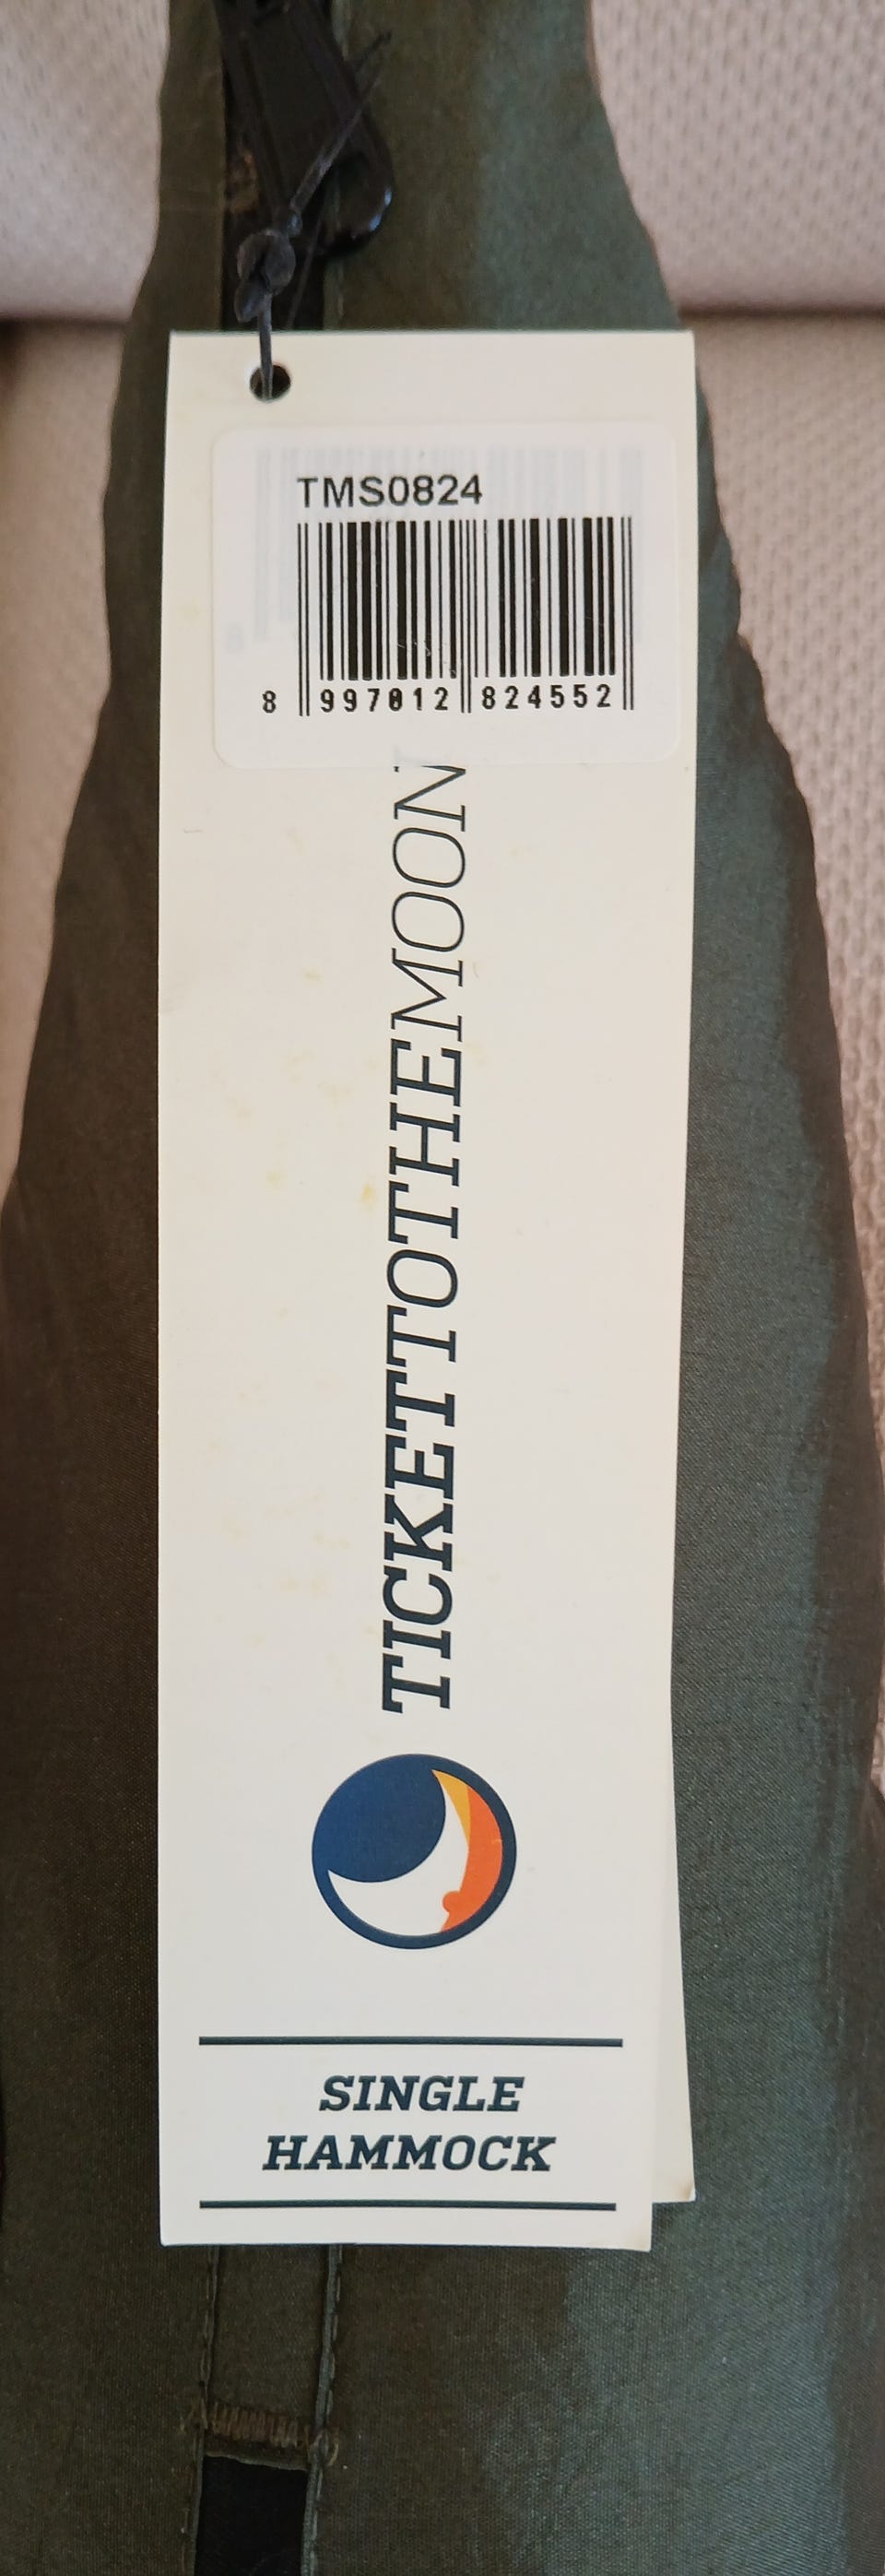 TMS0824
8 997012 824552
TICKETTOTHEMOON
SINGLE
HAMMOCK